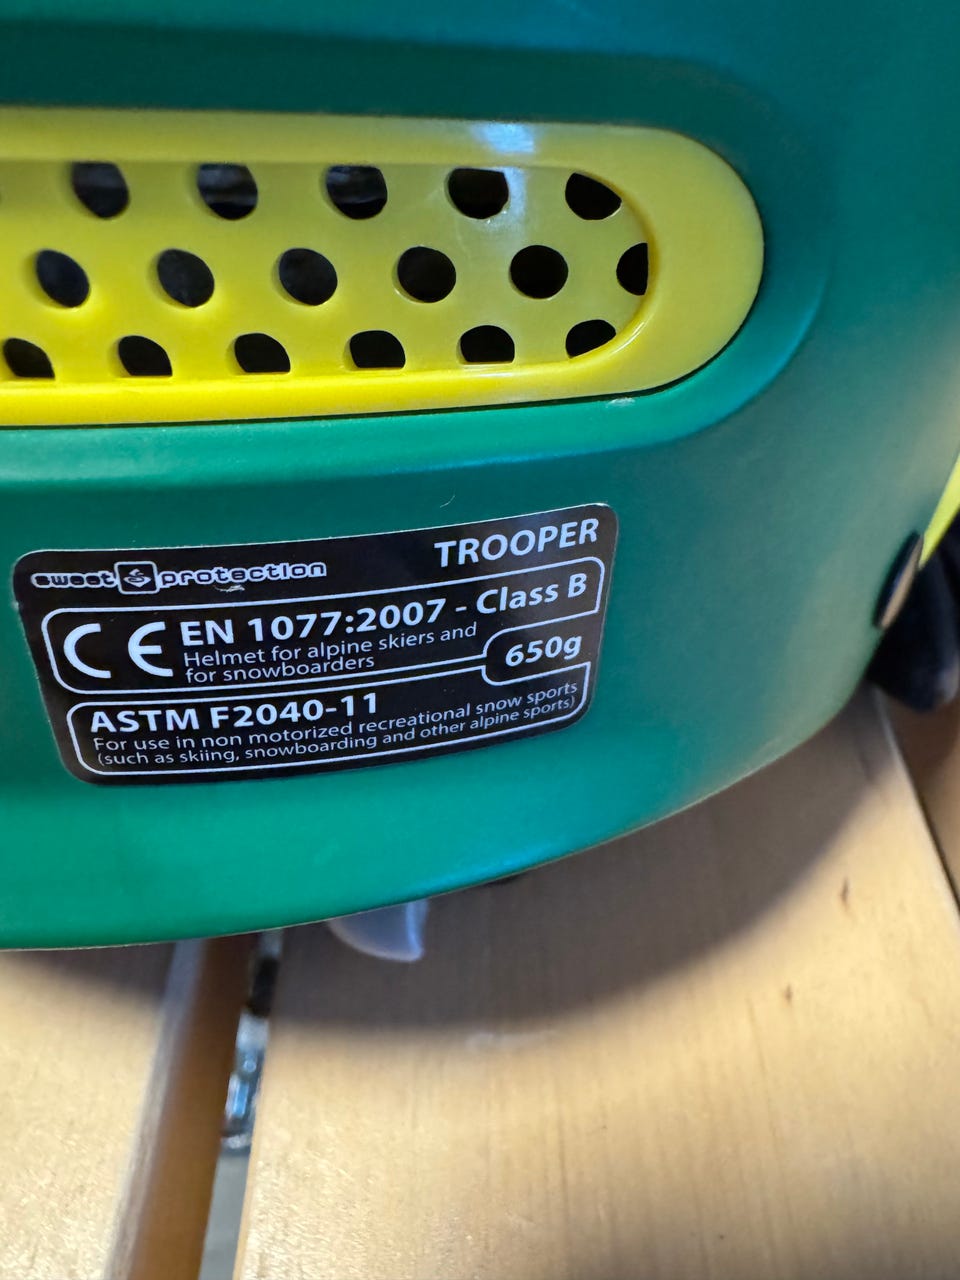 sweet protection
TROOPER
CE EN 1077:2007 - Class B
Helmet for alpine skiers and
for snowboarders
650g
ASTM F2040-11
For use in non motorized recreational snow sports
(such as skiing, snowboarding and other alpine sports)